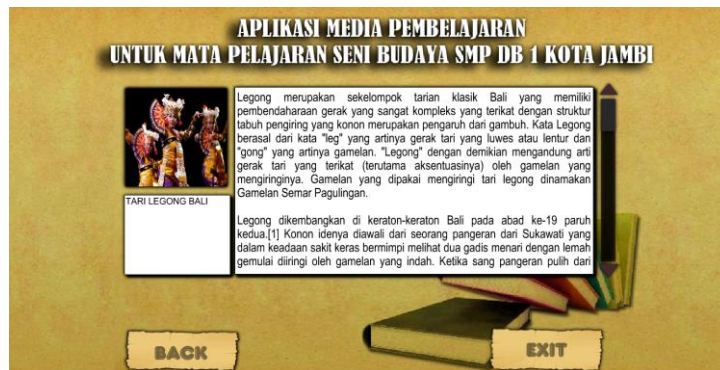 APLIKASI MEDIA PEMBELAJARAN
UNTUK MATA PELAJARAN SENI BUDAYA SMP DB 1 KOTA JAMBI
Legong merupakan sekelompok tarian klasik Bali yang memiliki
pembendaharaan gerak yang sangat kompleks yang terikat dengan struktur
tabuh pengiring yang konon merupakan pengaruh dari gambuh. Kata Legong
berasal dari kata "leg" yang artinya gerak tari yang luwes atau lentur dan
"gong" yang artinya gamelan. "Legong" dengan demikian mengandung arti
gerak tari yang terikat (terutama aksentuasinya) oleh gamelan yang
mengiringinya. Gamelan yang dipakai mengiringi tari legong dinamakan
Gamelan Semar Pagulingan.
Legong dikembangkan di keraton-keraton Bali pada abad ke-19 paruh
kedua.[1] Konon idenya diawali dari seorang pangeran dari Sukawati yang
dalam keadaan sakit keras bermimpi melihat dua gadis menari dengan lemah
gemulai diiringi oleh gamelan yang indah. Ketika sang pangeran pulih dari
TARI LEGONG BALI
BACK
EXIT